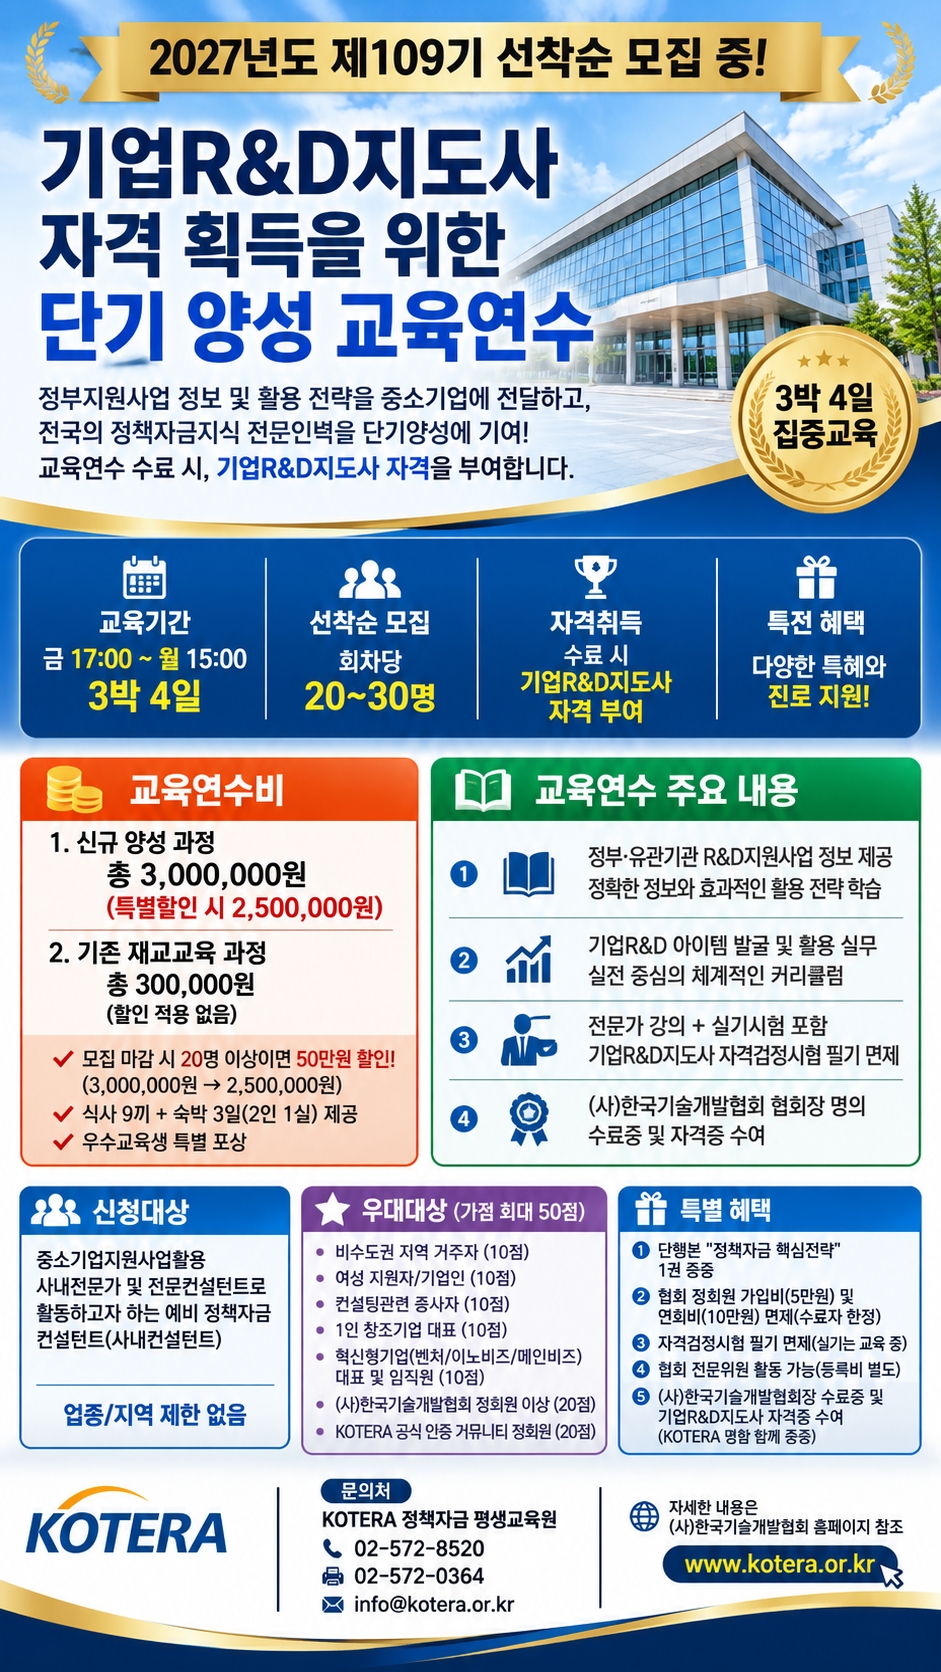 2027년도 제109기 선착순 모집 중!
기업R&D지도사
자격 획득을 위한
단기 양성 교육연수
정부지원사업 정보 및 활용 전략을 중소기업에 전달하고,
전국의 정책자금지식 전문인벽을 단기양성에 기여!
교육연수 수료 시, 기업R&D지도사 자격을 부여합니다.
3박 4일
집중교육
교육기간
금 17:00 ~ 월 15:00
3박 4일
선착순 모집
회차당
20~30명
자격취득
수료 시
기업R&D지도사
자격 부여
특전 혜택
다양한 특혜와
진로 지원!
교육연수비
1. 신규 양성 과정
총 3,000,000원
(특별할인 시 2,500,000원)
2. 기존 재교교육 과정
총 300,000원
(할인 적용 없음)
모집 마감 시 20명 이상이면 50만원 할인!
(3,000,000원 → 2,500,000원)
식사 9끼 + 숙박 3일(2인 1실) 제공
우수교육생 특별 포상
교육연수 주요 내용
1 정부·유관기관 R&D지원사업 정보 제공
정확한 정보와 효과적인 활용 전략 학습
2 기업R&D 아이템 발굴 및 활용 실무
실전 중심의 체계적인 커리큘럼
3 전문가 강의 + 실기시험 포함
기업R&D지도사 자격검정시험 필기 면제
4 (사)한국기술개발협회 협회장 명의
수료중 및 자격증 수여
신청대상
중소기업지원사업활용
사내전문가 및 전문컨설턴트로
활동하고자 하는 예비 정책자금
컨설턴트(사내컨설턴트)
업종/지역 제한 없음
우대대상 (가점 회대 50점)
• 비수도권 지역 거주자 (10점)
• 여성 지원자/기업인 (10점)
• 컨설팅관련 종사자 (10점)
• 1인 창조기업 대표 (10점)
• 혁신형기업(벤처/이노비즈/메인비즈)
대표 및 임직원 (10점)
• (사)한국기술개발협회 정회원 이상 (20점)
• KOTERA 공식 인증 거뮤니티 정회원 (20점)
특별 혜택
1 단행본 "정책자금 핵심전략"
1권 증중
2 협회 정회원 가입비(5만원) 및
연회비(10만원) 면제(수료자 한정)
3 자격검정시험 필기 면제(실기는 교육 중)
4 협회 전문위원 활동 가능(등록비 별도)
5 (사)한국기슬개발협회장 수료중 및
기업R&D지도사 자격중 수여
(KOTERA 명함 함께 증중)
KOTERA
문의처
KOTERA 정책자금 평생교육원
02-572-8520
02-572-0364
info@kotera.or.kr
자세한 내용은
(사)한국기술개발협회 홈페이지 참조
www.kotera.or.kr